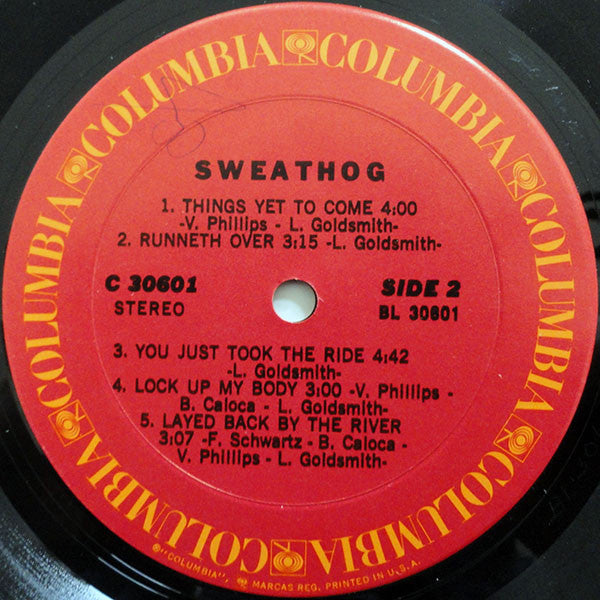 COLUMBIA COLUMBIA COLUMBIA COLUMBIA COLUMBIA COLUMBIA
SWEATHOG
1. THINGS YET TO COME 4:00
-V. Phillips - L. Goldsmith-
2. RUNNETH OVER 3:15 -L. Goldsmith-
C 30601
STEREO
SIDE 2
BL 30601
3. YOU JUST TOOK THE RIDE 4:42
-L. Goldsmith-
4. LOCK UP MY BODY 3:00 -V. Phillips -
B. Caloca - L. Goldsmith-
5. LAYED BACK BY THE RIVER
3:07 -F. Schwartz - B. Caloca -
V. Phillips - L. Goldsmith-
®"COLUMBIA", MARCAS REG. PRINTED IN U.S.A.